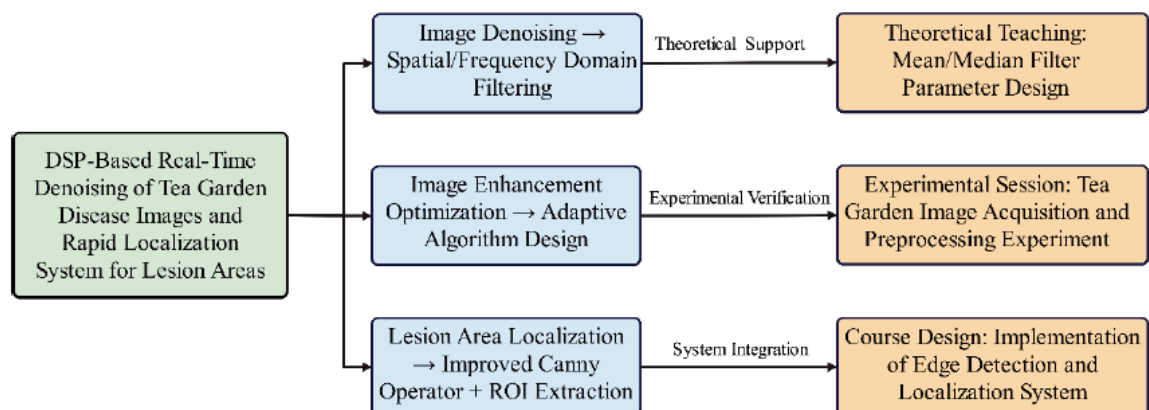 DSP-Based Real-Time
Denoising of Tea Garden
Disease Images and
Rapid Localization
System for Lesion Areas
Image Denoising →
Spatial/Frequency Domain
Filtering
Theoretical Support
Theoretical Teaching:
Mean/Median Filter
Parameter Design
Image Enhancement
Optimization → Adaptive
Algorithm Design
Experimental Verification
Experimental Session: Tea
Garden Image Acquisition and
Preprocessing Experiment
Lesion Area Localization
→ Improved Canny
Operator + ROI Extraction
System Integration
Course Design: Implementation
of Edge Detection and
Localization System